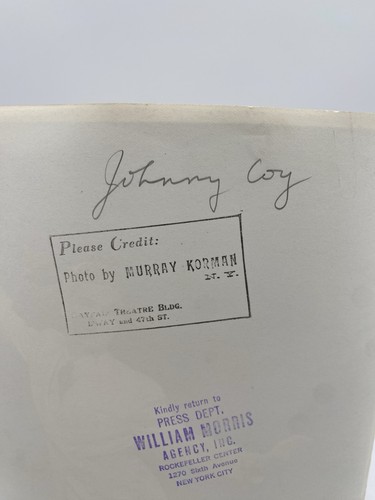 Johnny Coy
Please Credit:
Photo by MURRAY KORMAN
N. Y.
THEATRE BLDG.
and 47th ST.
Kindly return to
PRESS DEPT.
WILLIAM MORRIS
AGENCY, INC.
ROCKEFELLER CENTER
1270 Sixth Avenue
NEW YORK CITY